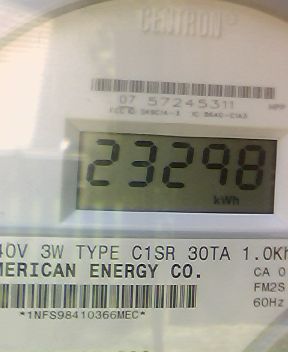 CENTRON®
07 57245311
23298
kWh
40V 3W TYPE C1SR 30TA 1.0Kh
MERICAN ENERGY CO.
CA 0
FM2S
60Hz
*1NFS98410366MEC*